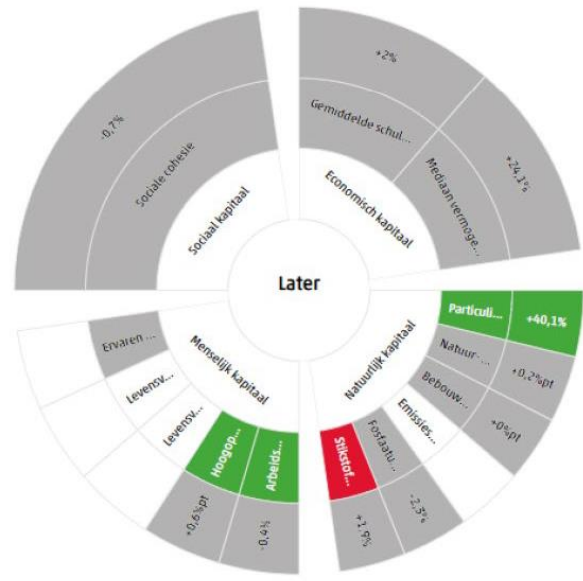 Later
Economisch kapitaal
Gemiddelde schul...
+2%
Mediaan vermoge...
+24,1%
Natuurlijk kapitaal
Particuli...
+40,1%
Natuur-...
+0,2%pt
Bebouw...
+0%pt
Emissies...
Fosfaatu...
-2,3%
Stikstof...
+1,9%
Menselijk kapitaal
Arbeids...
-0,4%
Hoogop...
+0,6%pt
Levensv...
Levensv...
Ervaren ...
Sociaal kapitaal
Sociale cohesie
-0,7%